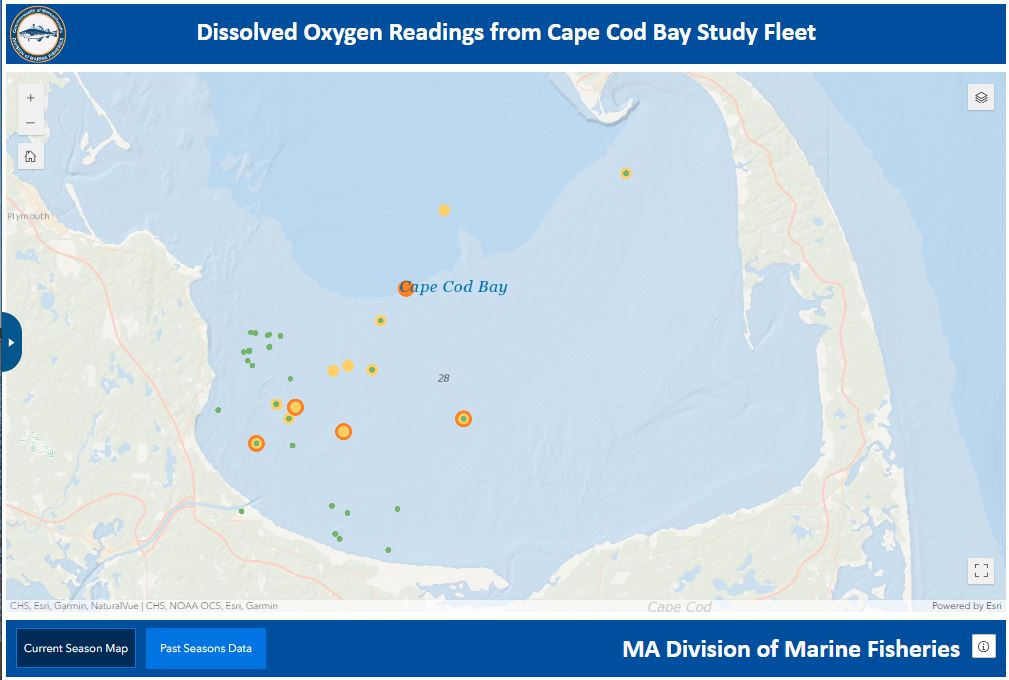 Dissolved Oxygen Readings from Cape Cod Bay Study Fleet
+
−
Plymouth
Cape Cod Bay
28
Cape Cod
CHS, Esri, Garmin, NaturalVue | CHS, NOAA OCS, Esri, Garmin
Powered by Esri
Current Season Map
Past Seasons Data
MA Division of Marine Fisheries